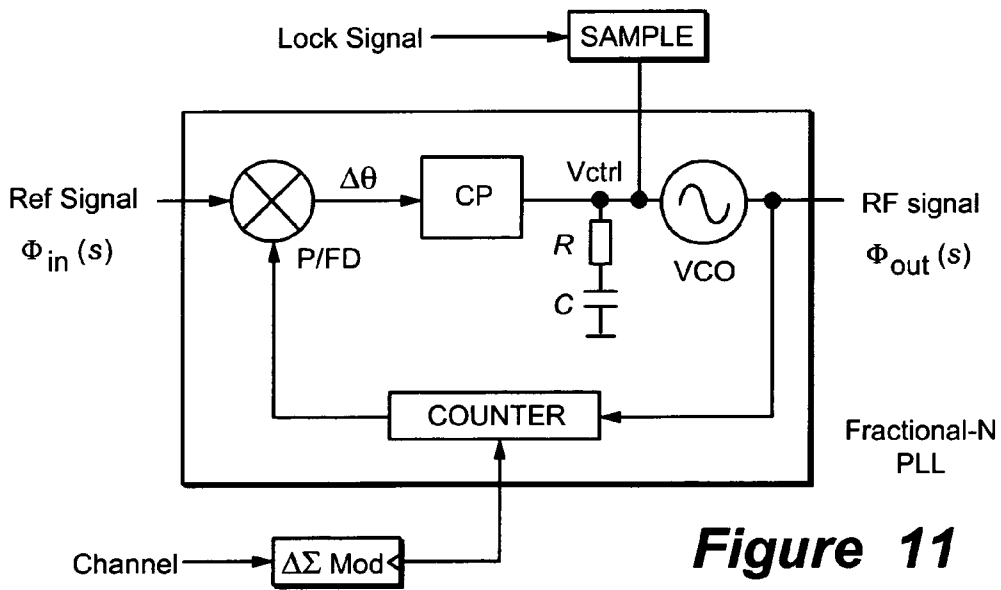 Lock Signal
SAMPLE
Ref Signal
Φin (s)
Δθ
P/FD
CP
Vctrl
R
C
VCO
RF signal
Φout (s)
COUNTER
Fractional-N
PLL
Channel
ΔΣ Mod
Figure 11